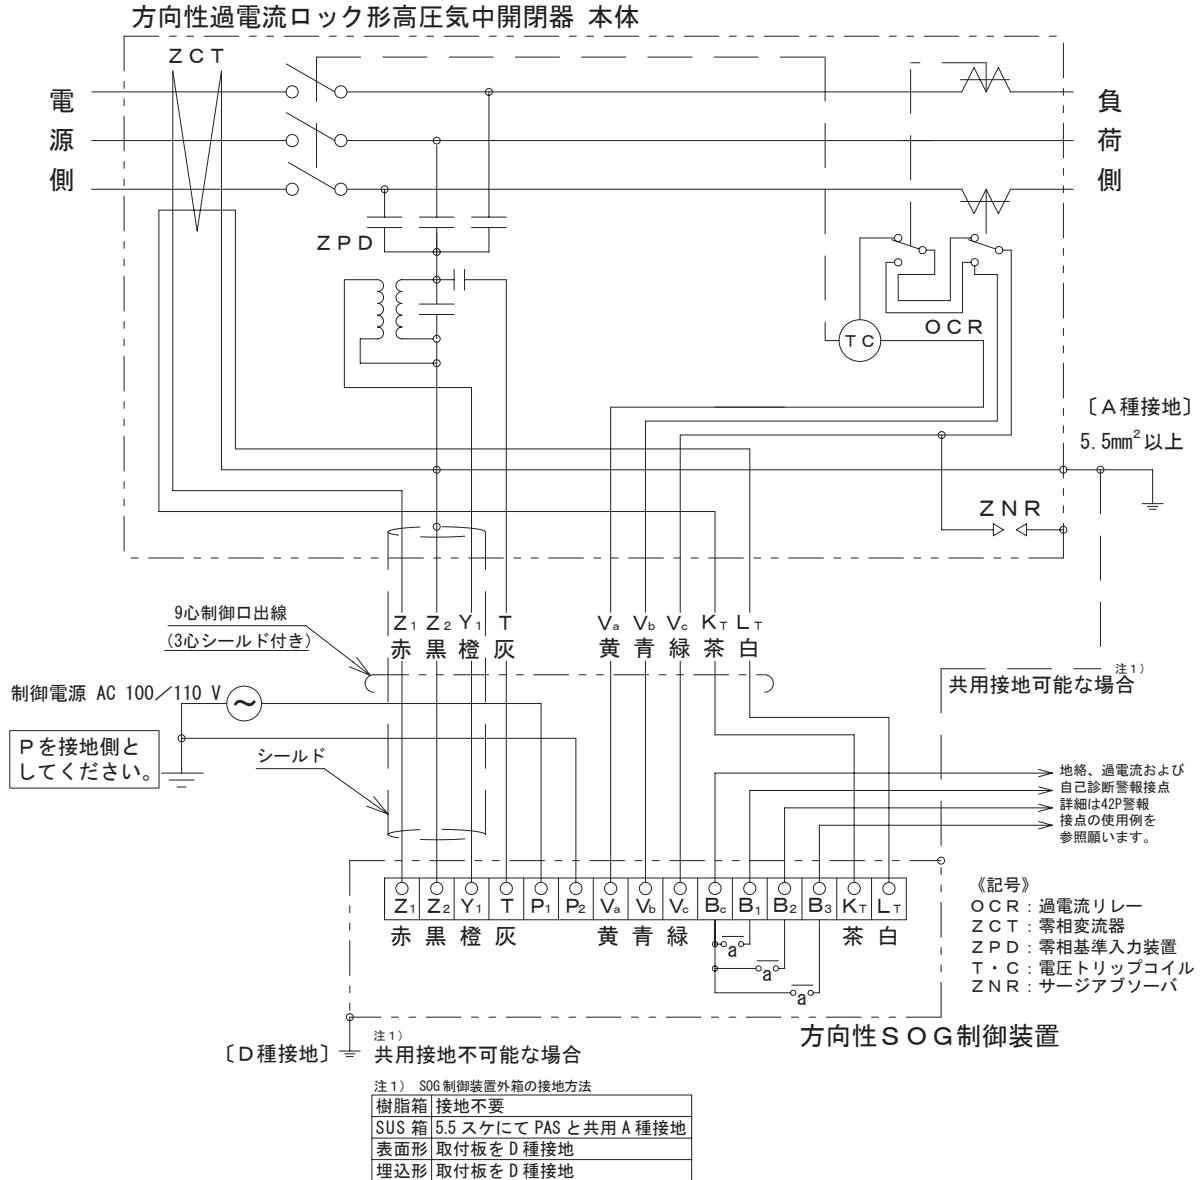 方向性過電流ロック形高圧気中開閉器 本体
ZCT
電源側
負荷側
ZPD
OCR
TC
〔A種接地〕
5.5mm²以上
ZNR
9心制御口出線
(3心シールド付き)
Z₁ Z₂ Y₁ T Vₐ V_b V_c K_T L_T
赤 黒 橙 灰 黄 青 緑 茶 白
注1)
共用接地可能な場合
制御電源 AC 100/110 V
~
Pを接地側と
してください。
シールド
地絡、過電流および
自己診断警報接点
詳細は42P警報
接点の使用例を
参照願います。
Z₁ Z₂ Y₁ T P₁ P₂ Vₐ V_b V_c B_c B₁ B₂ B₃ K_T L_T
赤 黒 橙 灰 黄 青 緑 茶 白
a
a
a
《記号》
OCR:過電流リレー
ZCT:零相変流器
ZPD:零相基準入力装置
T・C:電圧トリップコイル
ZNR:サージアブソーバ
方向性SOG制御装置
〔D種接地〕
注1)
共用接地不可能な場合
注1) SOG制御装置外箱の接地方法
樹脂箱 接地不要
SUS箱 5.5スケにてPASと共用A種接地
表面形 取付板をD種接地
埋込形 取付板をD種接地